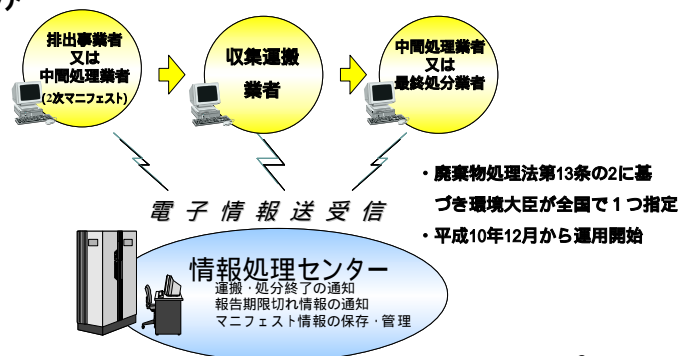 排出事業者
又は
中間処理業者
(2次マニフェスト)
収集運搬
業者
中間処理業者
又は
最終処分業者
・廃棄物処理法第13条の2に基
づき環境大臣が全国で１つ指定
・平成10年12月から運用開始
電子情報送受信
情報処理センター
運搬・処分終了の通知
報告期限切れ情報の通知
マニフェスト情報の保存・管理